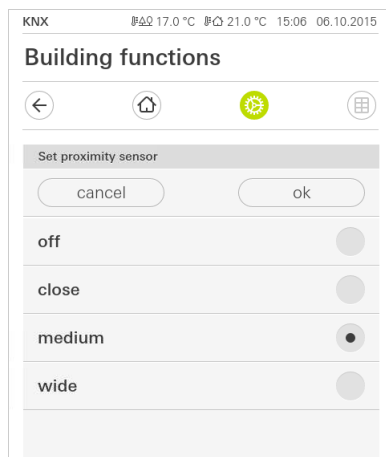 KNX 17.0 °C 21.0 °C 15:06 06.10.2015
Building functions
Set proximity sensor
cancel ok
off
close
medium
wide